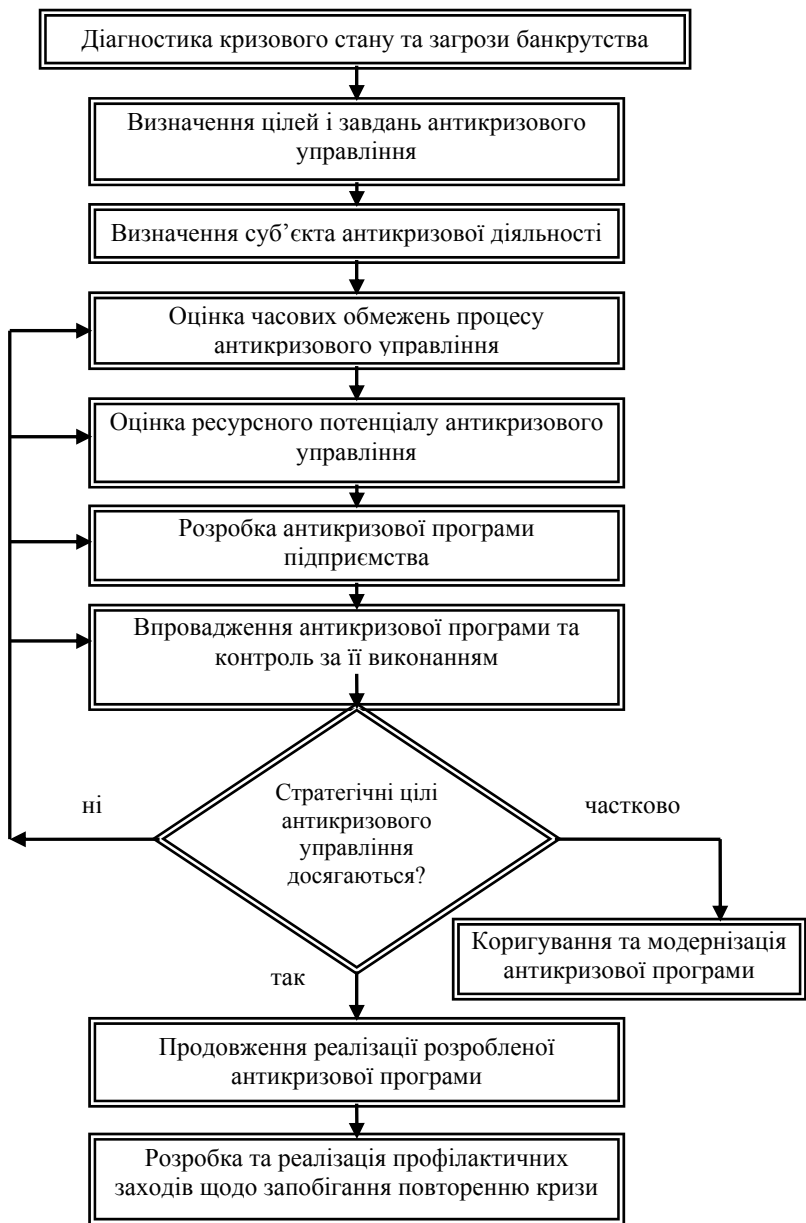 Діагностика кризового стану та загрози банкрутства
Визначення цілей і завдань антикризового
управління
Визначення суб’єкта антикризової діяльності
Оцінка часових обмежень процесу
антикризового управління
Оцінка ресурсного потенціалу антикризового
управління
Розробка антикризової програми
підприємства
Впровадження антикризової програми та
контроль за її виконанням
ні
Стратегічні цілі
антикризового
управління
досягаються?
частково
Коригування та модернізація
антикризової програми
так
Продовження реалізації розробленої
антикризової програми
Розробка та реалізація профілактичних
заходів щодо запобігання повторенню кризи